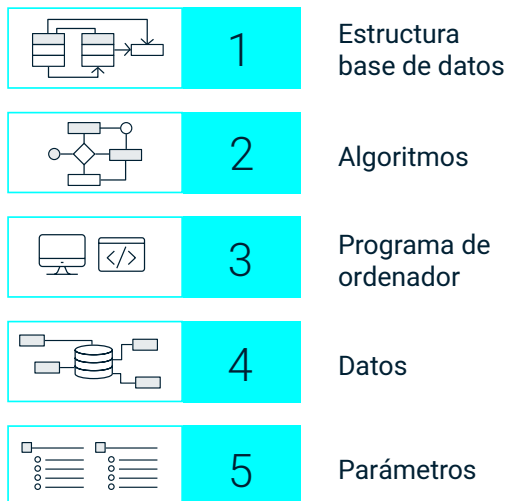 1
Estructura
base de datos
2
Algoritmos
3
Programa de
ordenador
</>
4
Datos
5
Parámetros